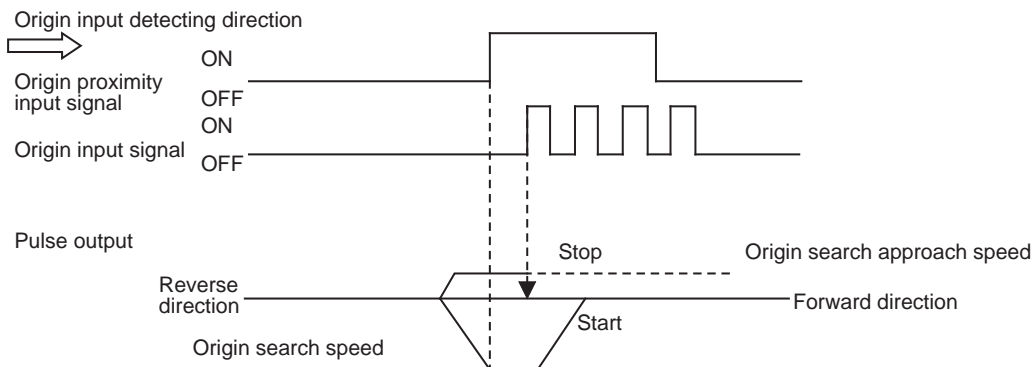 Origin input detecting direction
ON
Origin proximity
input signal
OFF
ON
Origin input signal
OFF
Pulse output
Stop
Origin search approach speed
Reverse
direction
Forward direction
Start
Origin search speed